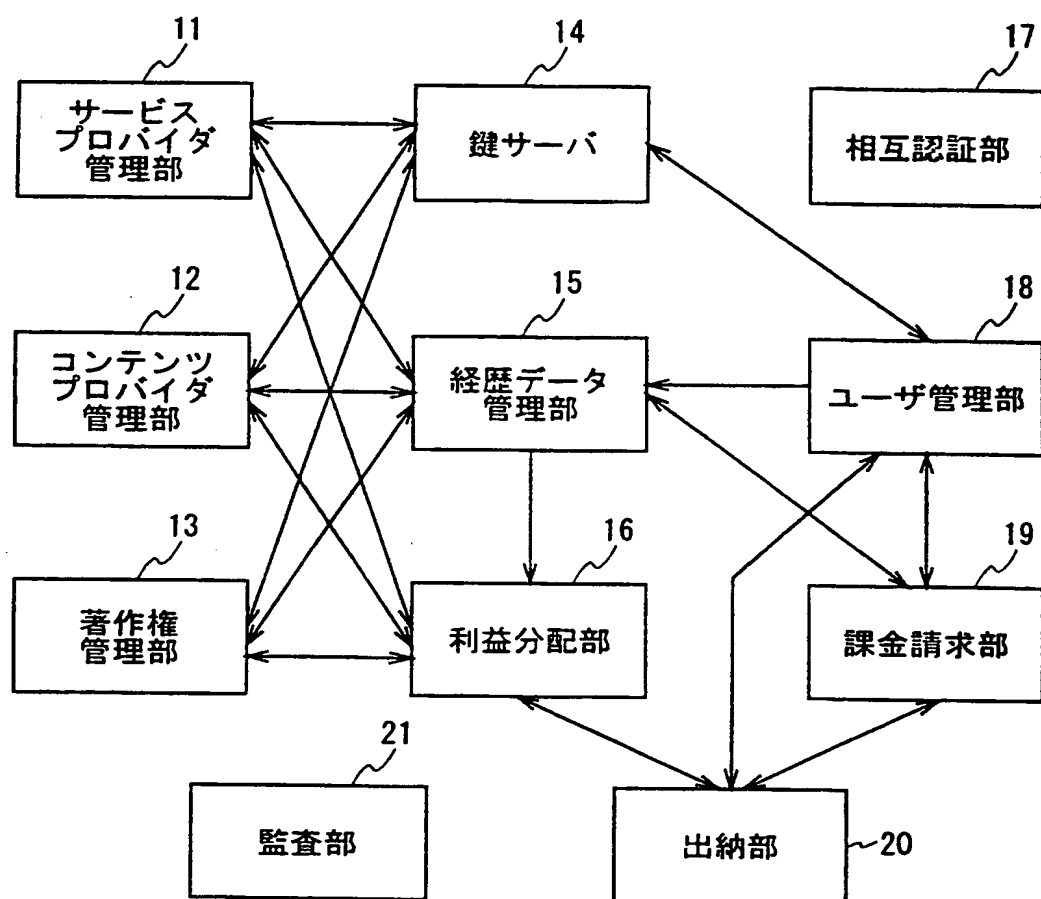 11
サービス
プロバイダ
管理部
14
鍵サーバ
17
相互認証部
12
コンテンツ
プロバイダ
管理部
15
経歴データ
管理部
18
ユーザ管理部
13
著作権
管理部
16
利益分配部
19
課金請求部
21
監査部
出納部
20